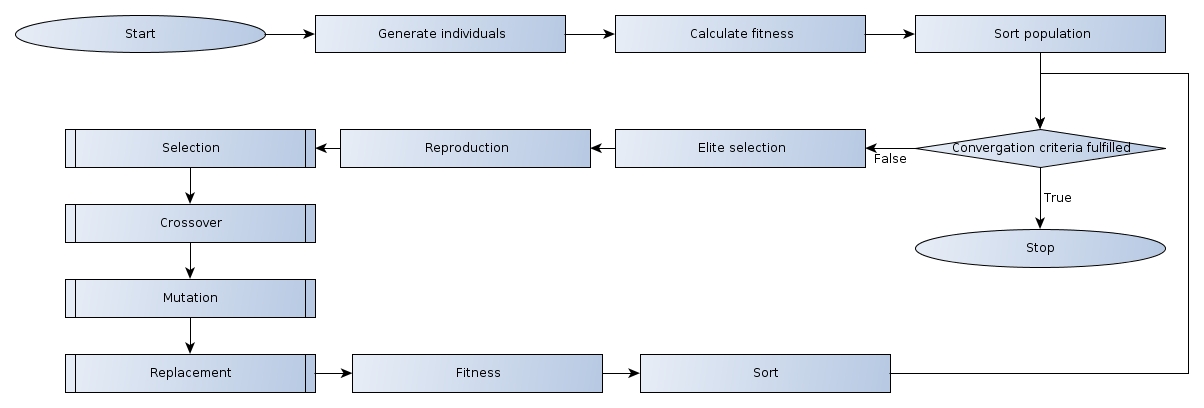 Start
Generate individuals
Calculate fitness
Sort population
Selection
Reproduction
Elite selection
False
Convergation criteria fulfilled
True
Crossover
Stop
Mutation
Replacement
Fitness
Sort